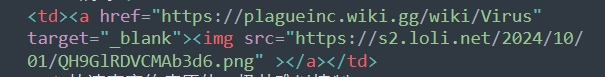 <td><a href="https://plagueinc.wiki.gg/wiki/Virus"
target="_blank"><img src="https://s2.loli.net/2024/10/
01/QH9GlRDVCMAb3d6.png" ></a></td>